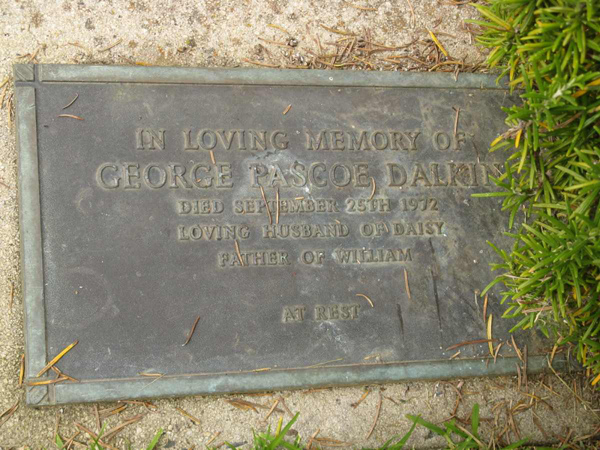 IN LOVING MEMORY OF
GEORGE PASCOE DALKIN
DIED SEPTEMBER 25TH 1972
LOVING HUSBAND OF DAISY
FATHER OF WILLIAM
AT REST